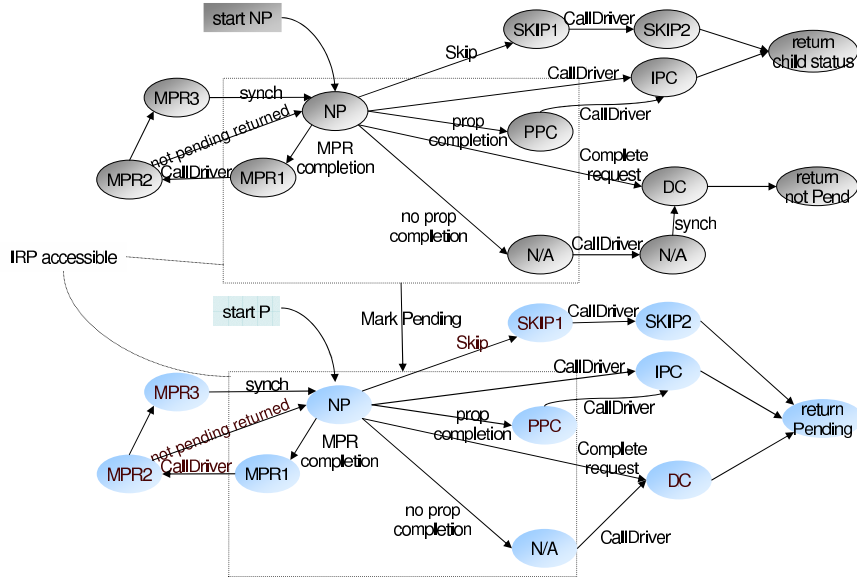 start NP
SKIP1
CallDriver
SKIP2
return
child status
Skip
CallDriver
IPC
MPR3
synch
NP
CallDriver
prop
completion
PPC
not pending returned
MPR
completion
MPR2
CallDriver
MPR1
Complete
request
DC
return
not Pend
no prop
completion
synch
N/A
CallDriver
N/A
IRP accessible
start P
Mark Pending
SKIP1
CallDriver
SKIP2
Skip
CallDriver
IPC
MPR3
synch
NP
CallDriver
return
Pending
prop
completion
PPC
not pending returned
MPR
completion
MPR2
CallDriver
MPR1
Complete
request
DC
no prop
completion
CallDriver
N/A